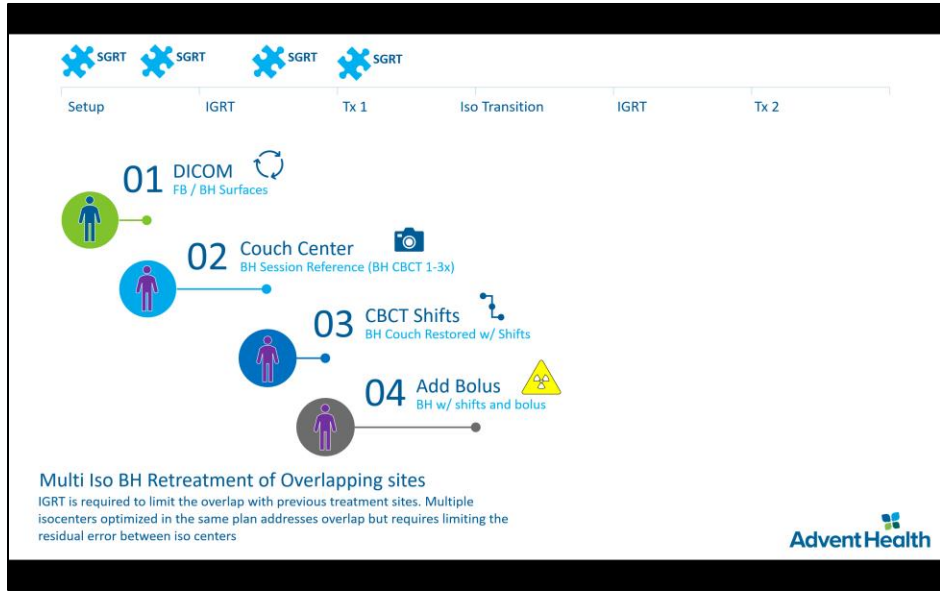 SGRT SGRT SGRT SGRT
Setup IGRT Tx 1 Iso Transition IGRT Tx 2
01 DICOM
FB / BH Surfaces
02 Couch Center
BH Session Reference (BH CBCT 1-3x)
03 CBCT Shifts
BH Couch Restored w/ Shifts
04 Add Bolus
BH w/ shifts and bolus
Multi Iso BH Retreatment of Overlapping sites
IGRT is required to limit the overlap with previous treatment sites. Multiple
isocenters optimized in the same plan addresses overlap but requires limiting the
residual error between iso centers
AdventHealth